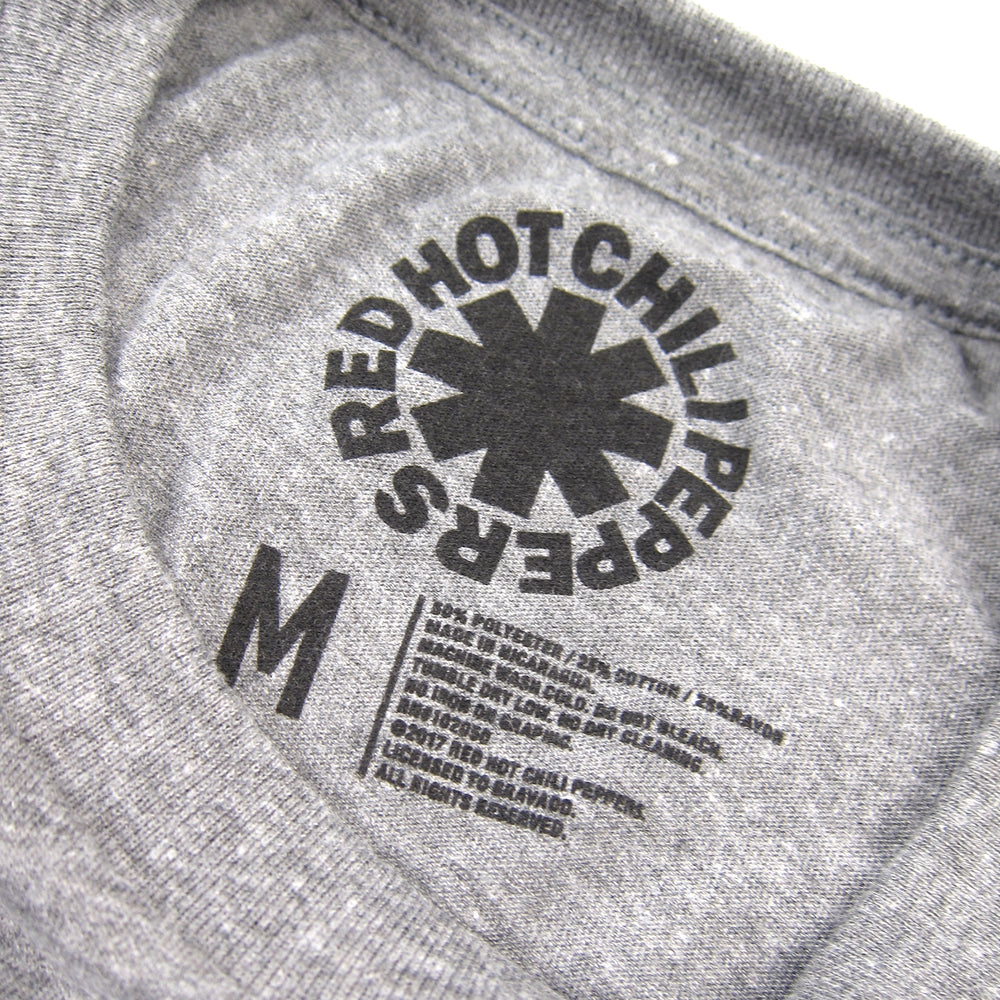 RED HOT CHILI PEPPERS
M
50% POLYESTER / 25% COTTON / 25% RAYON
MADE IN NICARAGUA.
MACHINE WASH COLD. DO NOT BLEACH.
TUMBLE DRY LOW. NO DRY CLEANING.
NO IRON ON GRAPHIC.
RN#102050
©2017 RED HOT CHILI PEPPERS.
LICENSED TO BRAVADO.
ALL RIGHTS RESERVED.